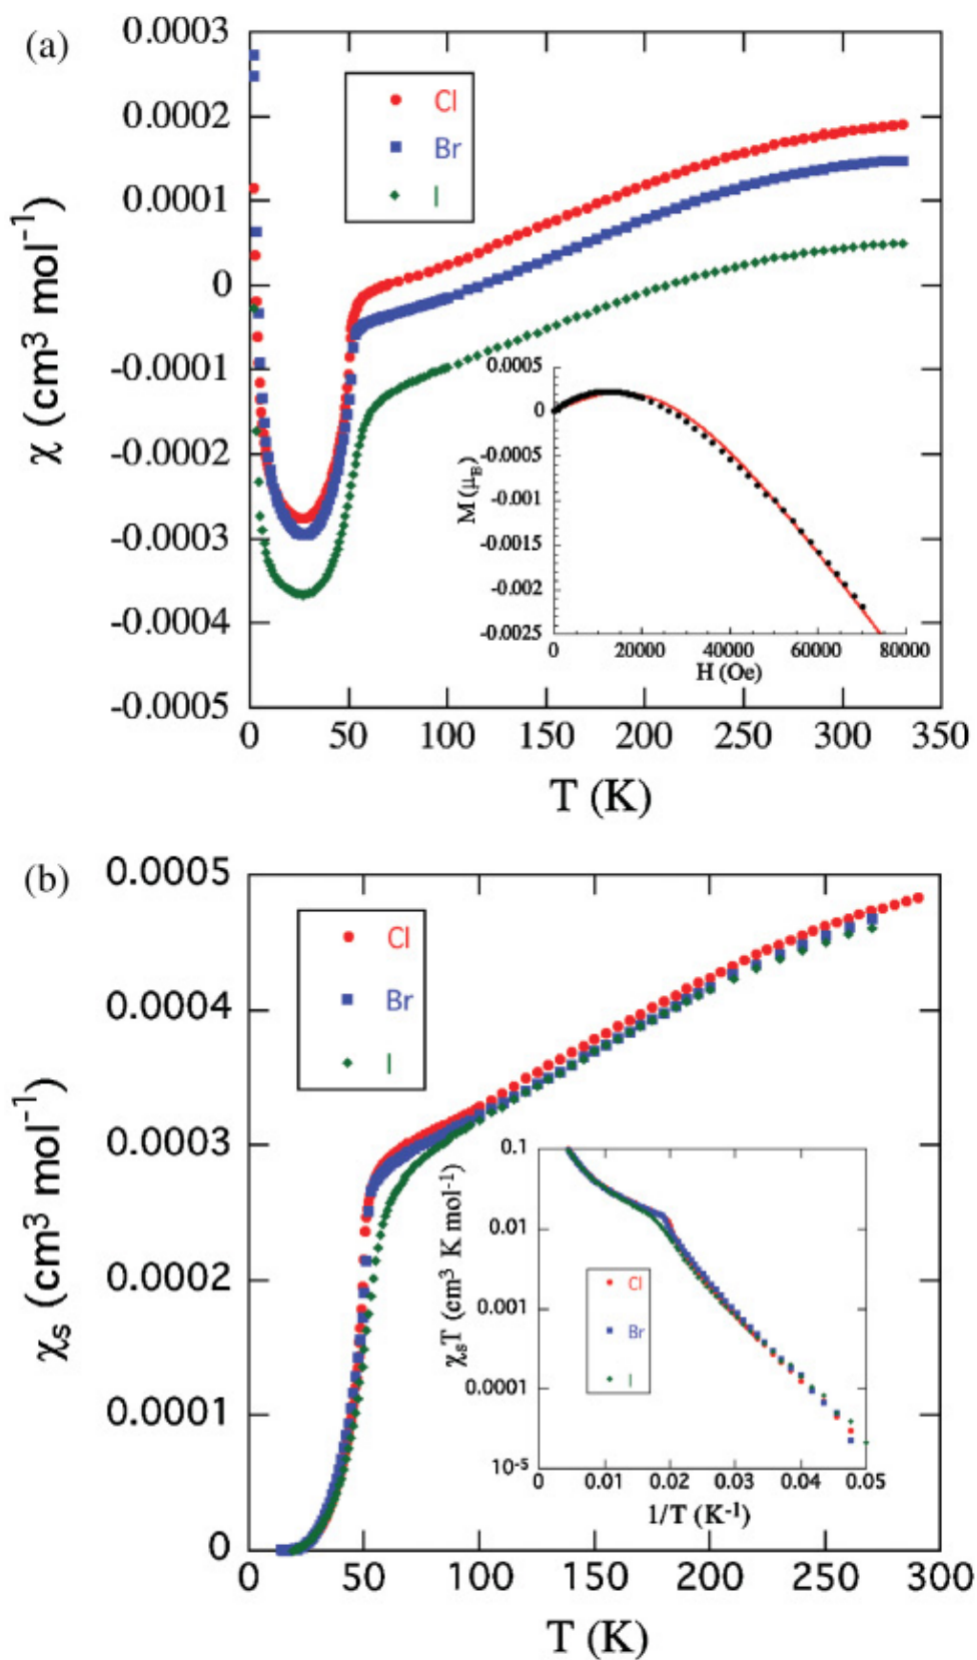 (a)
0.0003
0.0002
0.0001
0
-0.0001
-0.0002
-0.0003
-0.0004
-0.0005
χ (cm³ mol⁻¹)
Cl
Br
I
0.0005
0
-0.0005
-0.001
-0.0015
-0.002
-0.0025
M (μ_B)
0 20000 40000 60000 80000
H (Oe)
0 50 100 150 200 250 300 350
T (K)
(b)
0.0005
0.0004
0.0003
0.0002
0.0001
0
χₛ (cm³ mol⁻¹)
Cl
Br
I
0.1
0.01
0.001
0.0001
10⁻⁵
χₛT (cm³ K mol⁻¹)
Cl
Br
I
0 0.01 0.02 0.03 0.04 0.05
1/T (K⁻¹)
0 50 100 150 200 250 300
T (K)